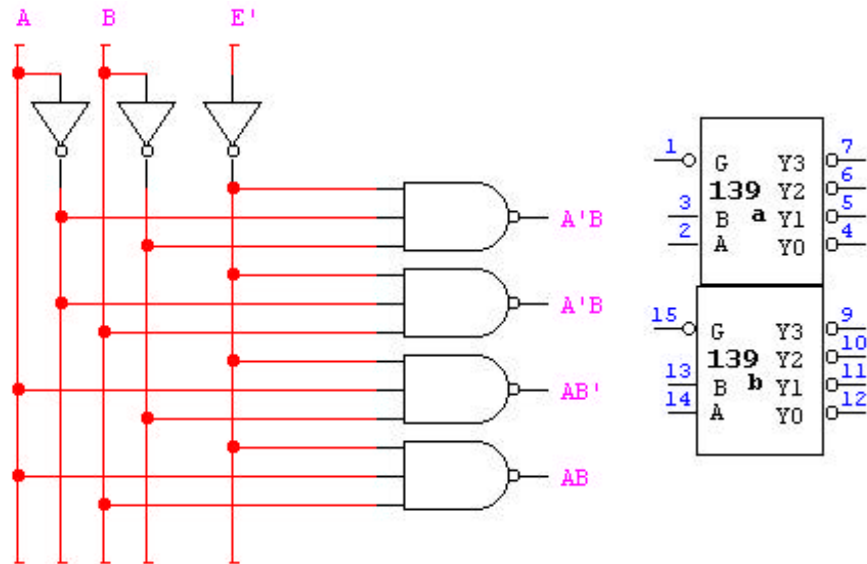 A B E'
A'B
A'B
AB'
AB
1 G Y3 7
139 Y2 6
3 B a Y1 5
2 A Y0 4
15 G Y3 9
139 Y2 10
13 B b Y1 11
14 A Y0 12